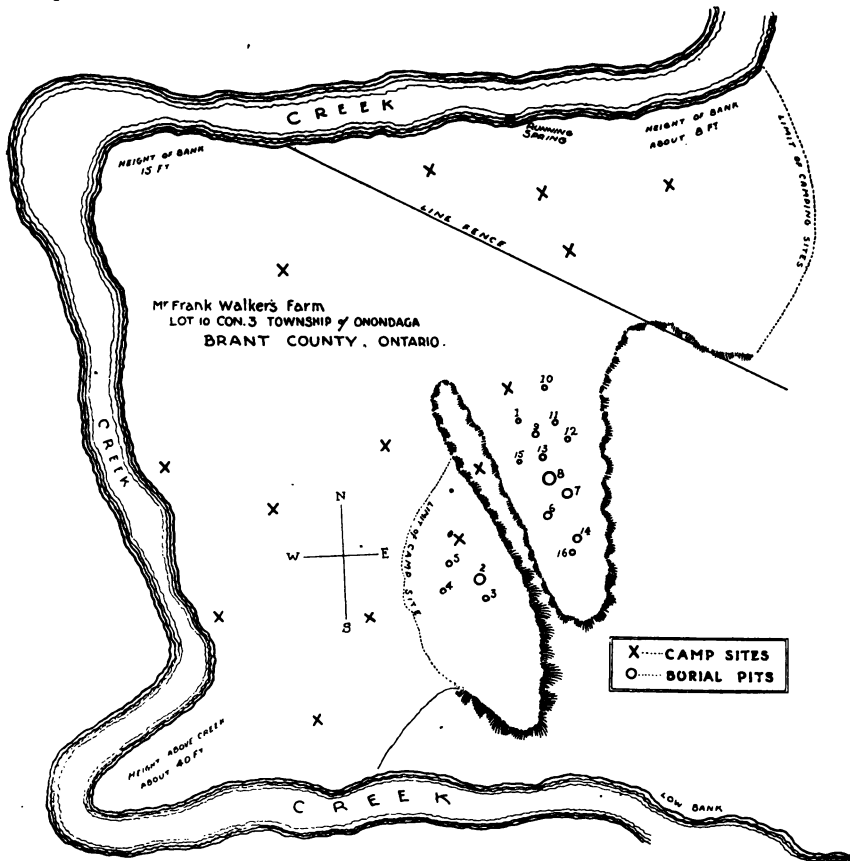 CREEK
RUNNING
SPRING
HEIGHT OF BANK
ABOUT 8 FT
HEIGHT OF BANK
15 FT
LIMIT OF CAMPING SITES
LINE FENCE
Mr Frank Walker's Farm
LOT 10 CON. 3 TOWNSHIP of ONONDAGA
BRANT COUNTY, ONTARIO.
10
1
11
9
12
15
13
8
7
6
14
16
CREEK
N
W
E
S
LIMIT OF CAMP SITE
5
2
4
3
X CAMP SITES
O BURIAL PITS
HEIGHT ABOVE CREEK
ABOUT 40 FT
CREEK
LOW BANK